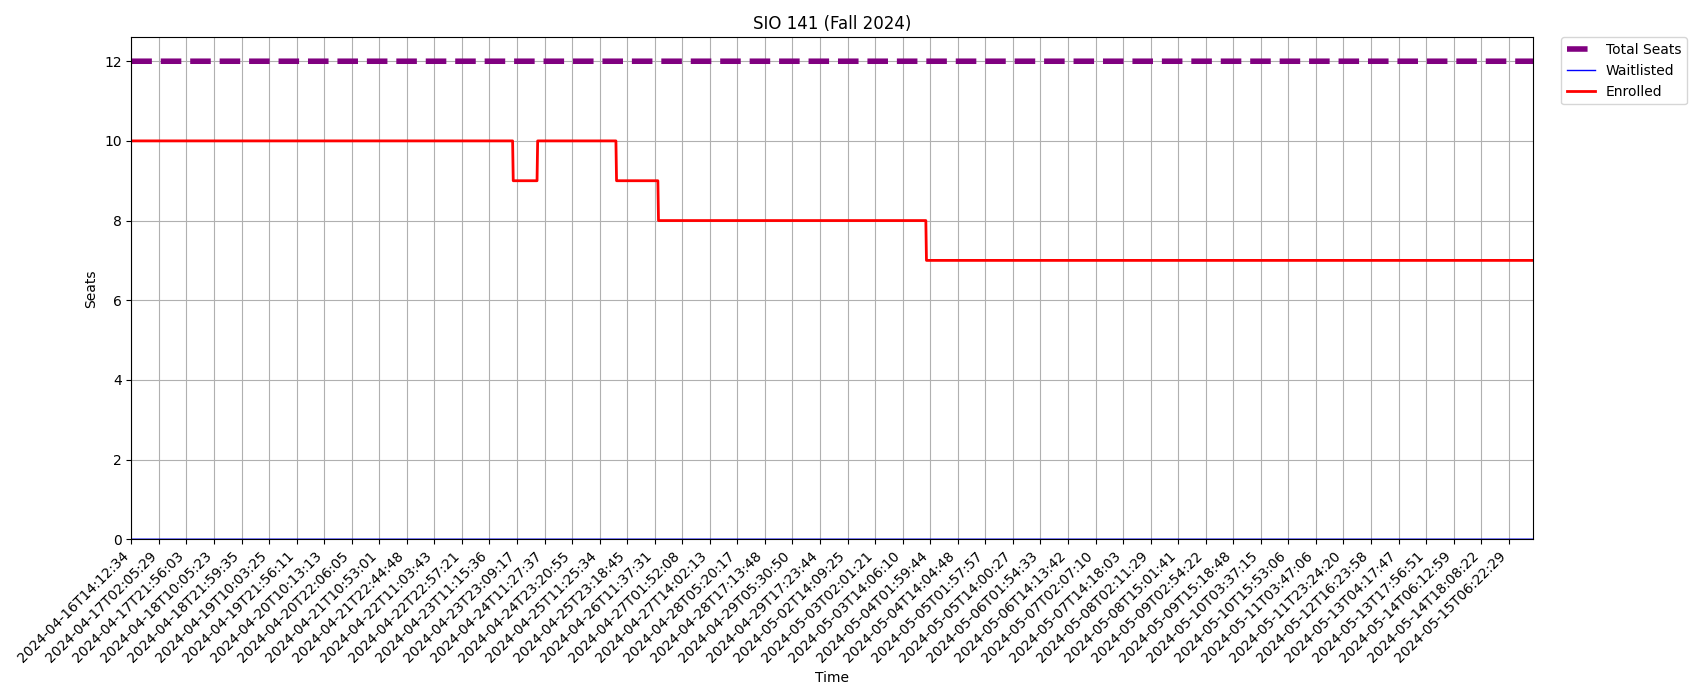 SIO 141 (Fall 2024)
Total Seats
Waitlisted
Enrolled
12
10
8
6
4
2
0
Seats
2024-04-16T14:12:34
2024-04-17T02:05:29
2024-04-17T21:56:03
2024-04-18T10:05:23
2024-04-18T21:59:35
2024-04-19T10:03:25
2024-04-19T21:56:11
2024-04-20T10:13:13
2024-04-20T22:06:05
2024-04-21T10:53:01
2024-04-21T22:44:48
2024-04-22T11:03:43
2024-04-22T22:57:21
2024-04-23T11:15:36
2024-04-23T23:09:17
2024-04-24T11:27:37
2024-04-24T23:20:55
2024-04-25T11:25:34
2024-04-25T23:18:45
2024-04-26T11:37:31
2024-04-27T01:52:08
2024-04-27T14:02:13
2024-04-28T05:20:17
2024-04-28T17:13:48
2024-04-29T05:30:50
2024-04-29T17:23:44
2024-05-02T14:09:25
2024-05-03T02:01:21
2024-05-03T14:06:10
2024-05-04T01:59:44
2024-05-04T14:04:48
2024-05-05T01:57:57
2024-05-05T14:00:27
2024-05-06T01:54:33
2024-05-06T14:13:42
2024-05-07T02:07:10
2024-05-07T14:18:03
2024-05-08T02:11:29
2024-05-08T15:01:41
2024-05-09T02:54:22
2024-05-09T15:18:48
2024-05-10T03:37:15
2024-05-10T15:53:06
2024-05-11T03:47:06
2024-05-11T23:24:20
2024-05-12T16:23:58
2024-05-13T04:17:47
2024-05-13T17:56:51
2024-05-14T06:12:59
2024-05-14T18:08:22
2024-05-15T06:22:29
Time